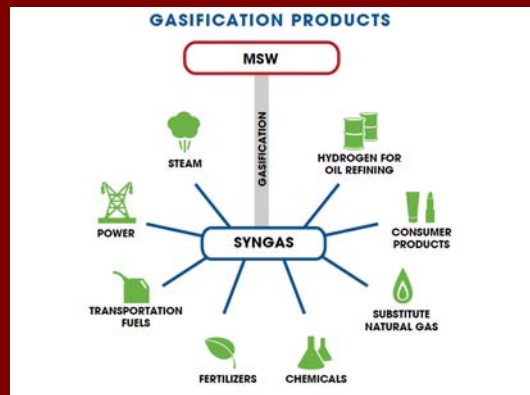 GASIFICATION PRODUCTS
MSW
GASIFICATION
STEAM
HYDROGEN FOR
OIL REFINING
POWER
SYNGAS
CONSUMER
PRODUCTS
TRANSPORTATION
FUELS
SUBSTITUTE
NATURAL GAS
FERTILIZERS
CHEMICALS